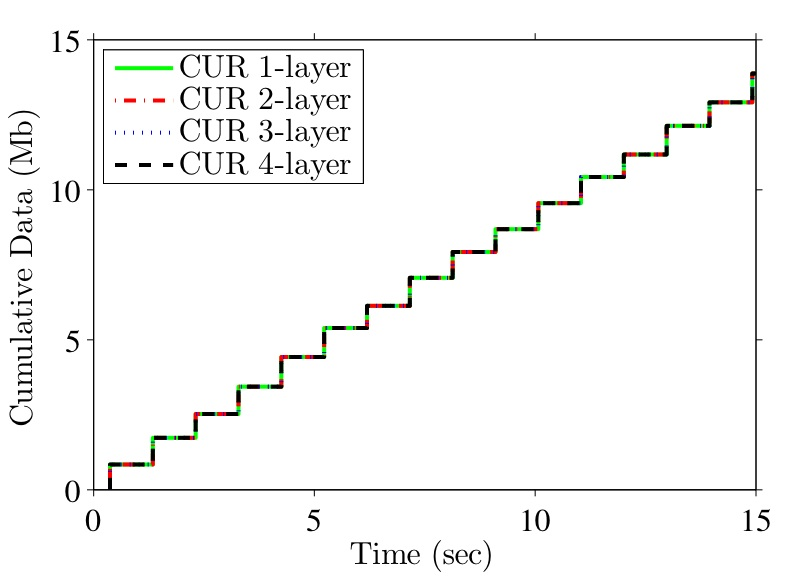 15
CUR 1-layer
CUR 2-layer
CUR 3-layer
CUR 4-layer
10
5
0
Cumulative Data (Mb)
0 5 10 15
Time (sec)